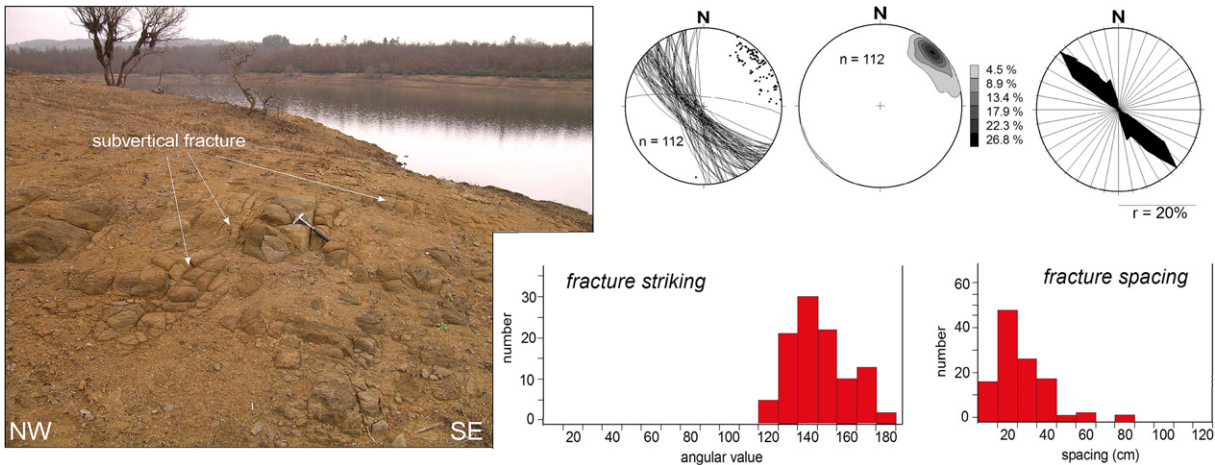 subvertical fracture
NW
SE
N
n = 112
N
n = 112
4.5 %
8.9 %
13.4 %
17.9 %
22.3 %
26.8 %
N
r = 20%
fracture striking
number
30
20
10
0
20
40
60
80
100
120
140
160
180
angular value
fracture spacing
number
60
40
20
0
20
40
60
80
100
120
spacing (cm)